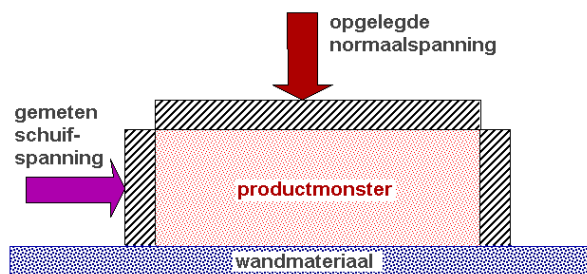 opgelegde
normaalspanning
gemeten
schuif-
spanning
productmonster
wandmateriaal